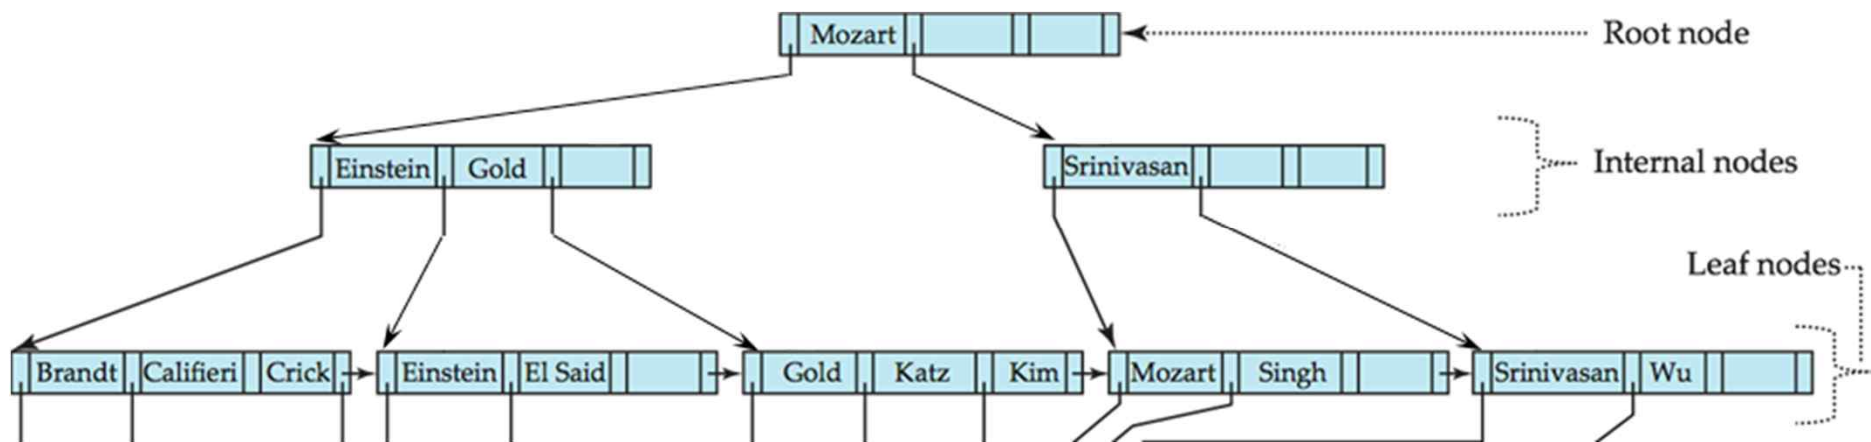 Mozart
Root node
Einstein Gold
Srinivasan
Internal nodes
Leaf nodes
Brandt Califieri Crick
Einstein El Said
Gold Katz Kim
Mozart Singh
Srinivasan Wu